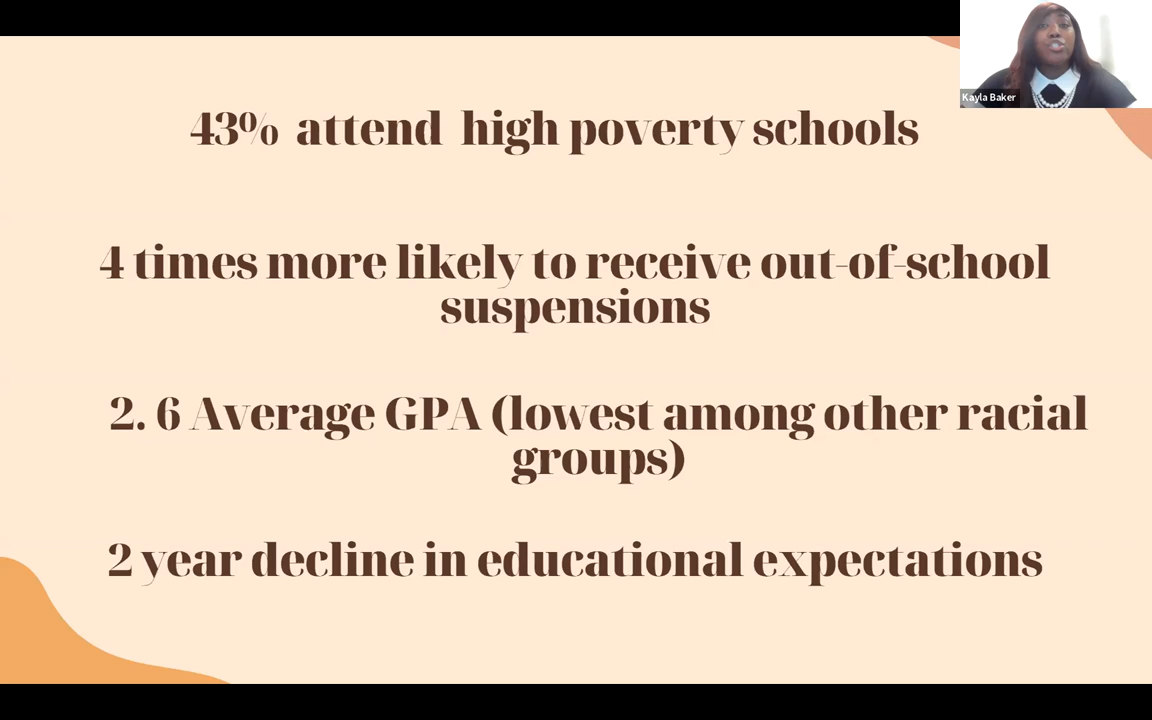 Kayla Baker
43% attend high poverty schools
4 times more likely to receive out-of-school
suspensions
2. 6 Average GPA (lowest among other racial
groups)
2 year decline in educational expectations